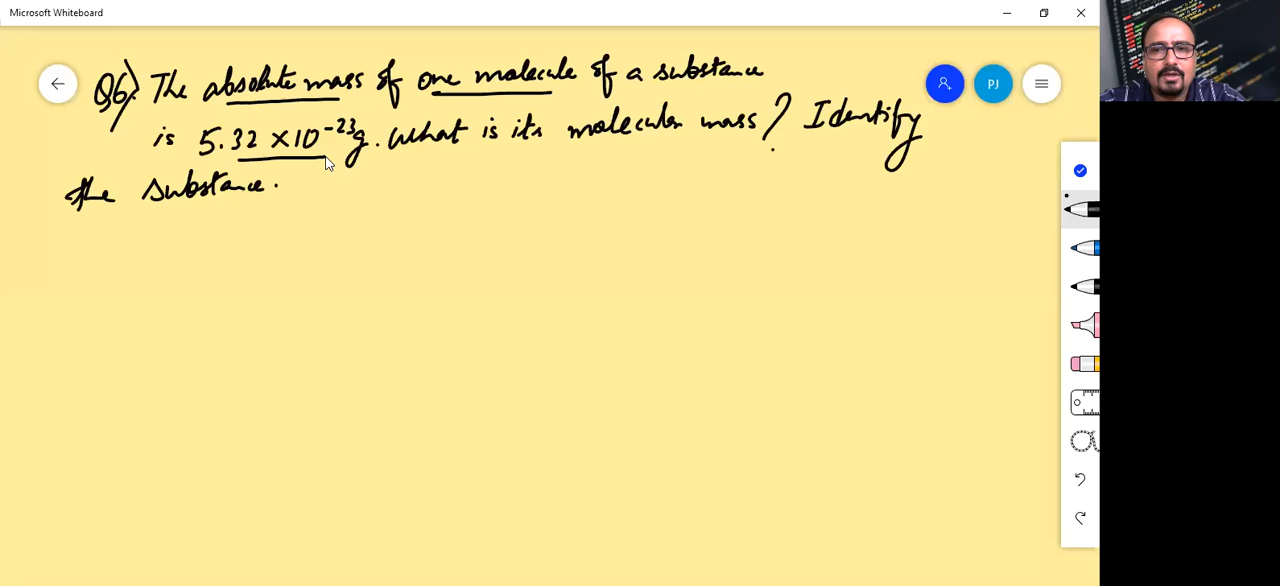 Microsoft Whiteboard
Q6). The absolute mass of one molecule of a substance
is 5.32 × 10⁻²³g. What is its molecular mass? Identify
the substance.
PJ